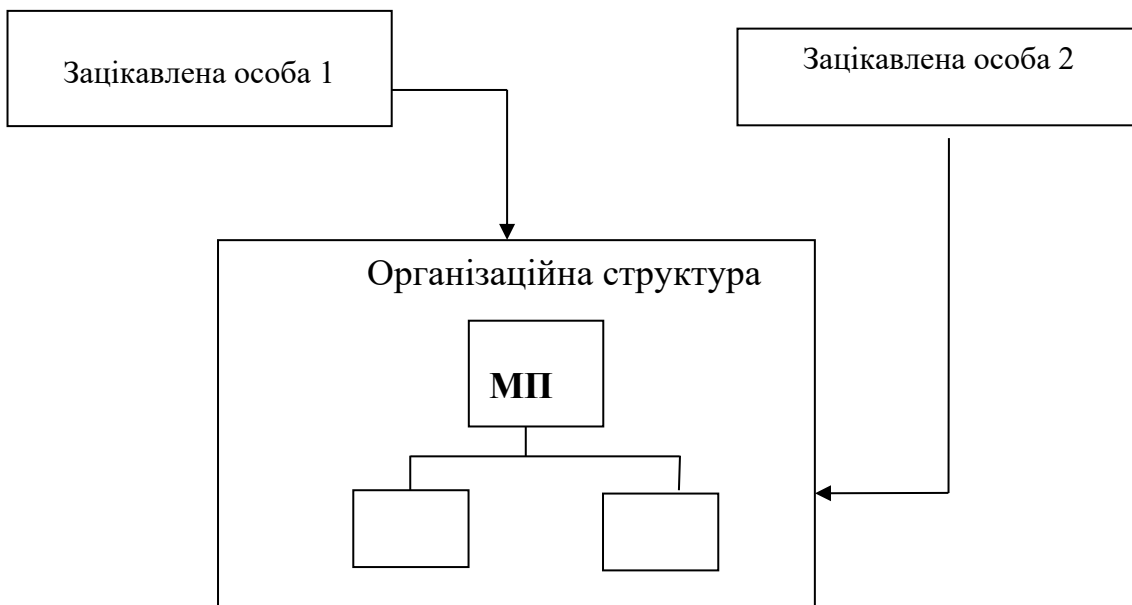 Зацікавлена особа 1
Зацікавлена особа 2
Організаційна структура
МП